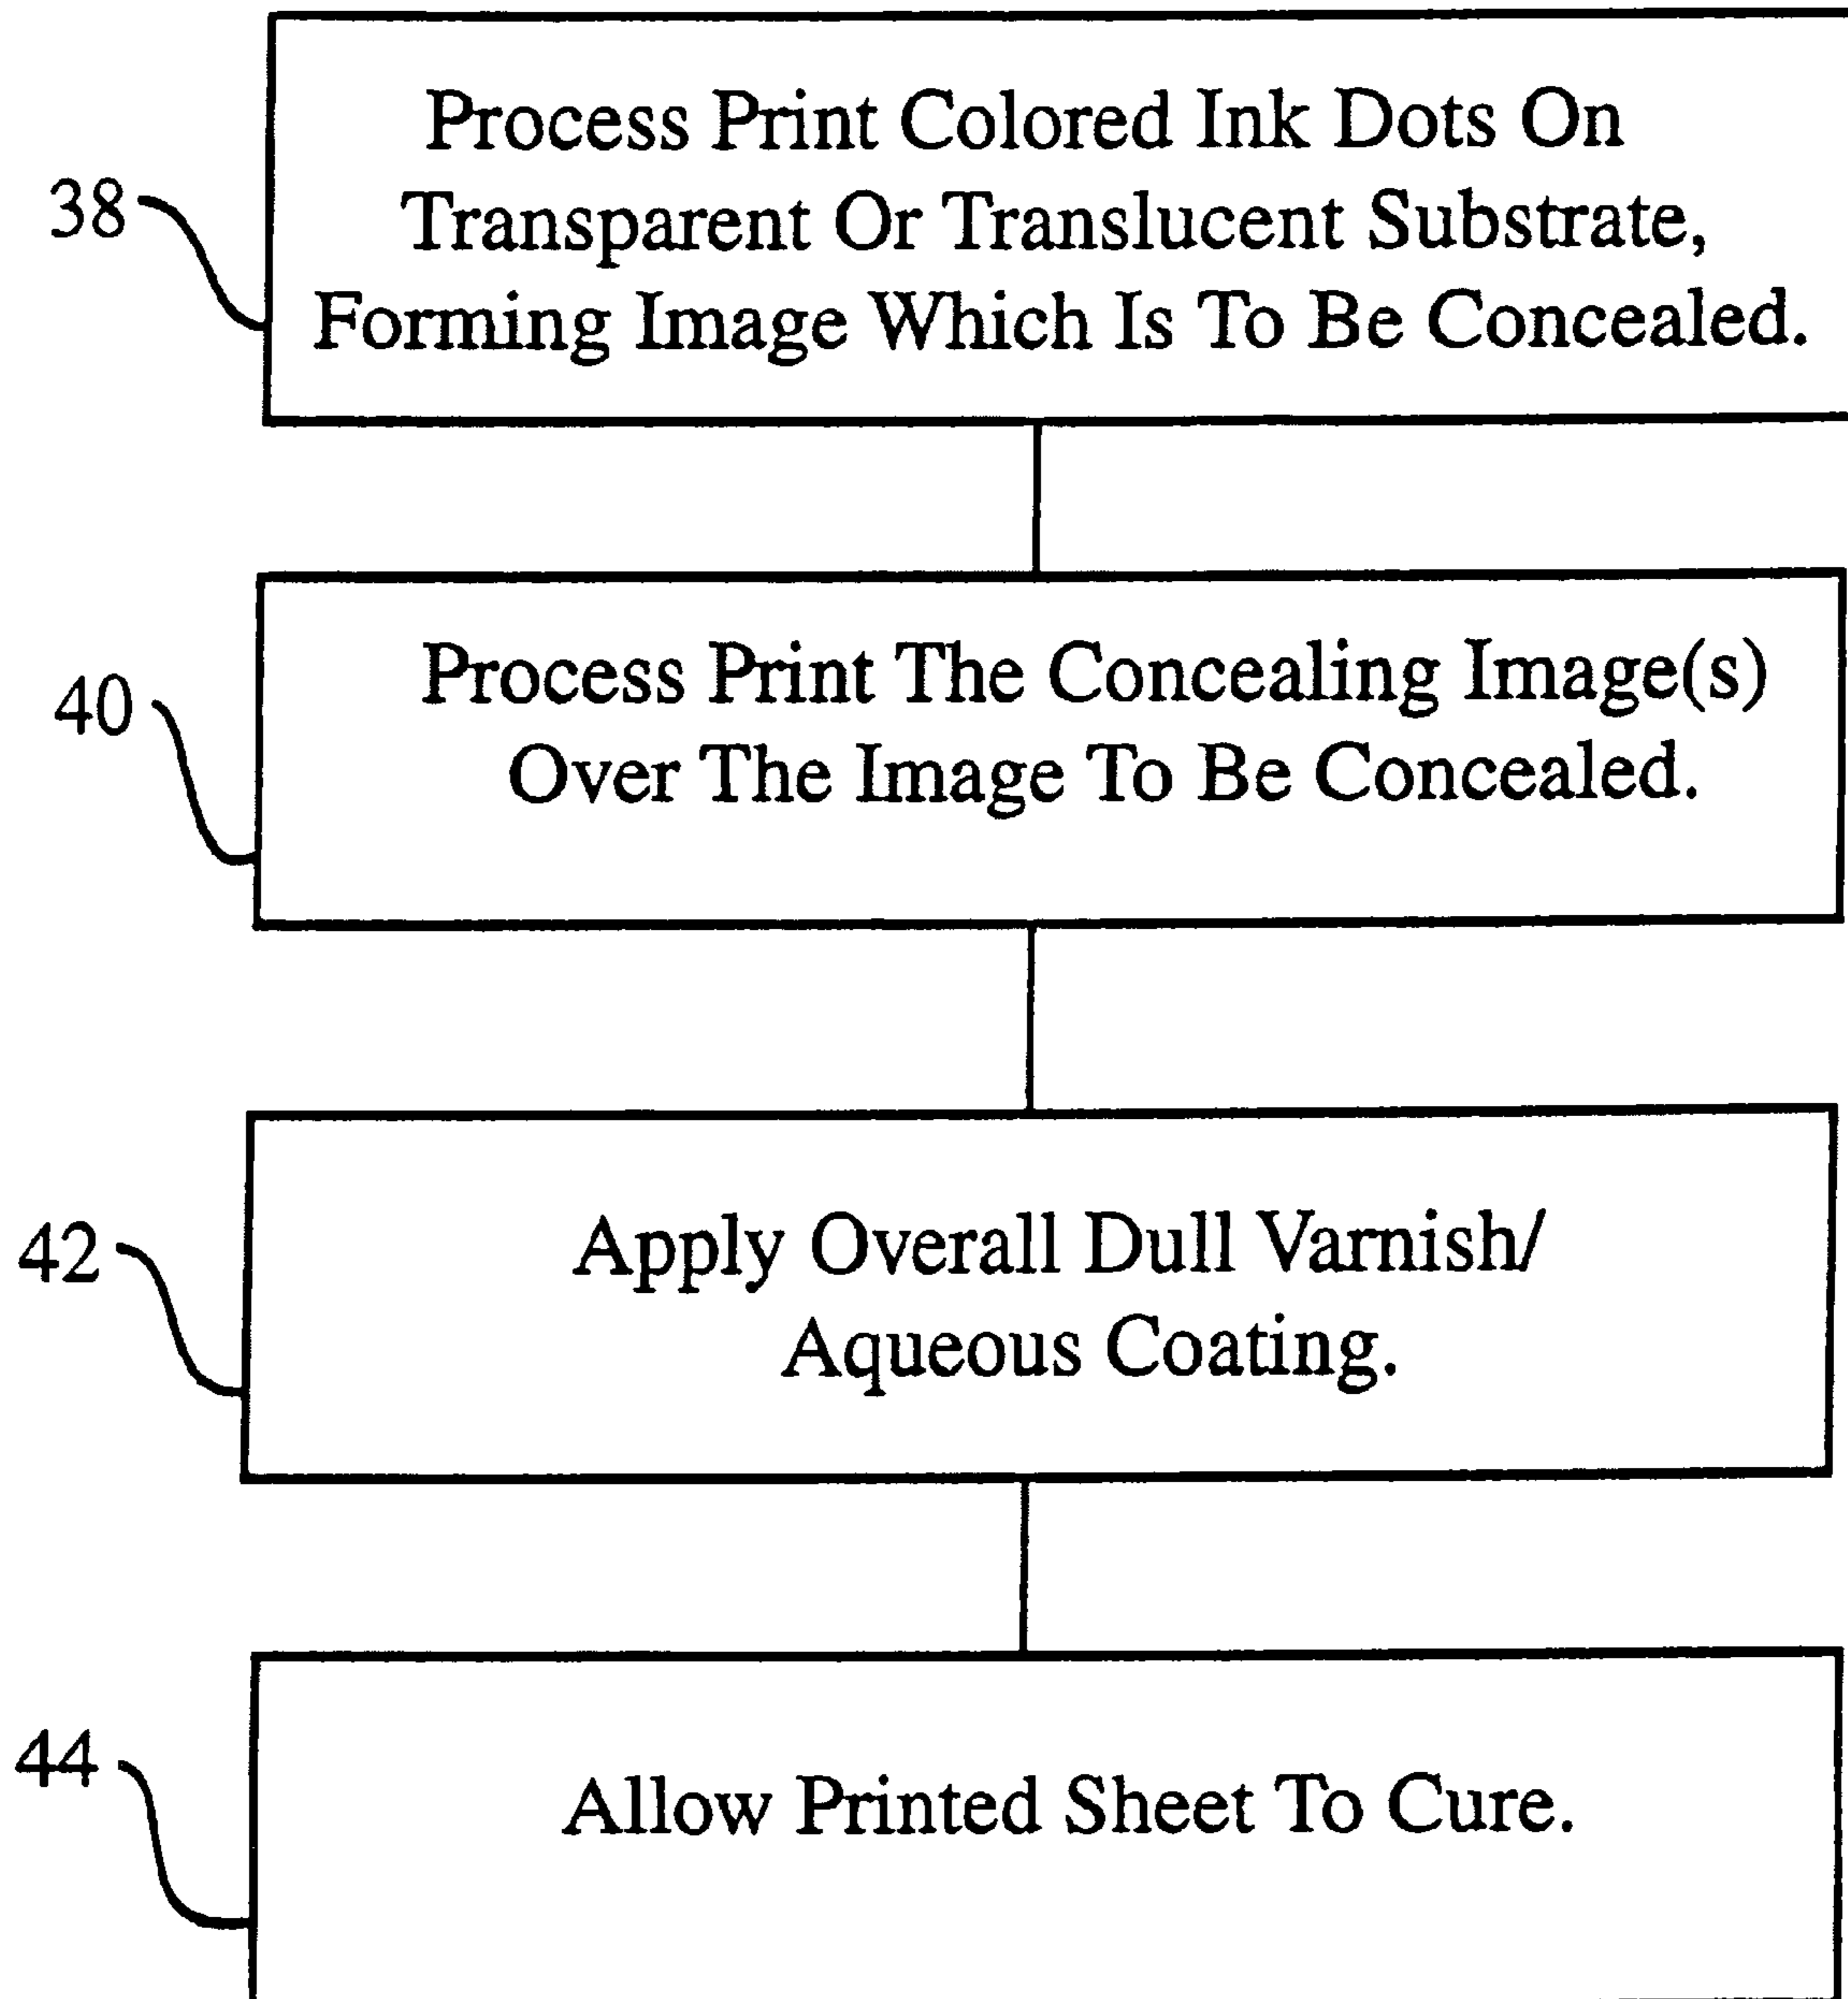 38
Process Print Colored Ink Dots On
Transparent Or Translucent Substrate,
Forming Image Which Is To Be Concealed.
40
Process Print The Concealing Image(s)
Over The Image To Be Concealed.
42
Apply Overall Dull Varnish/
Aqueous Coating.
44
Allow Printed Sheet To Cure.